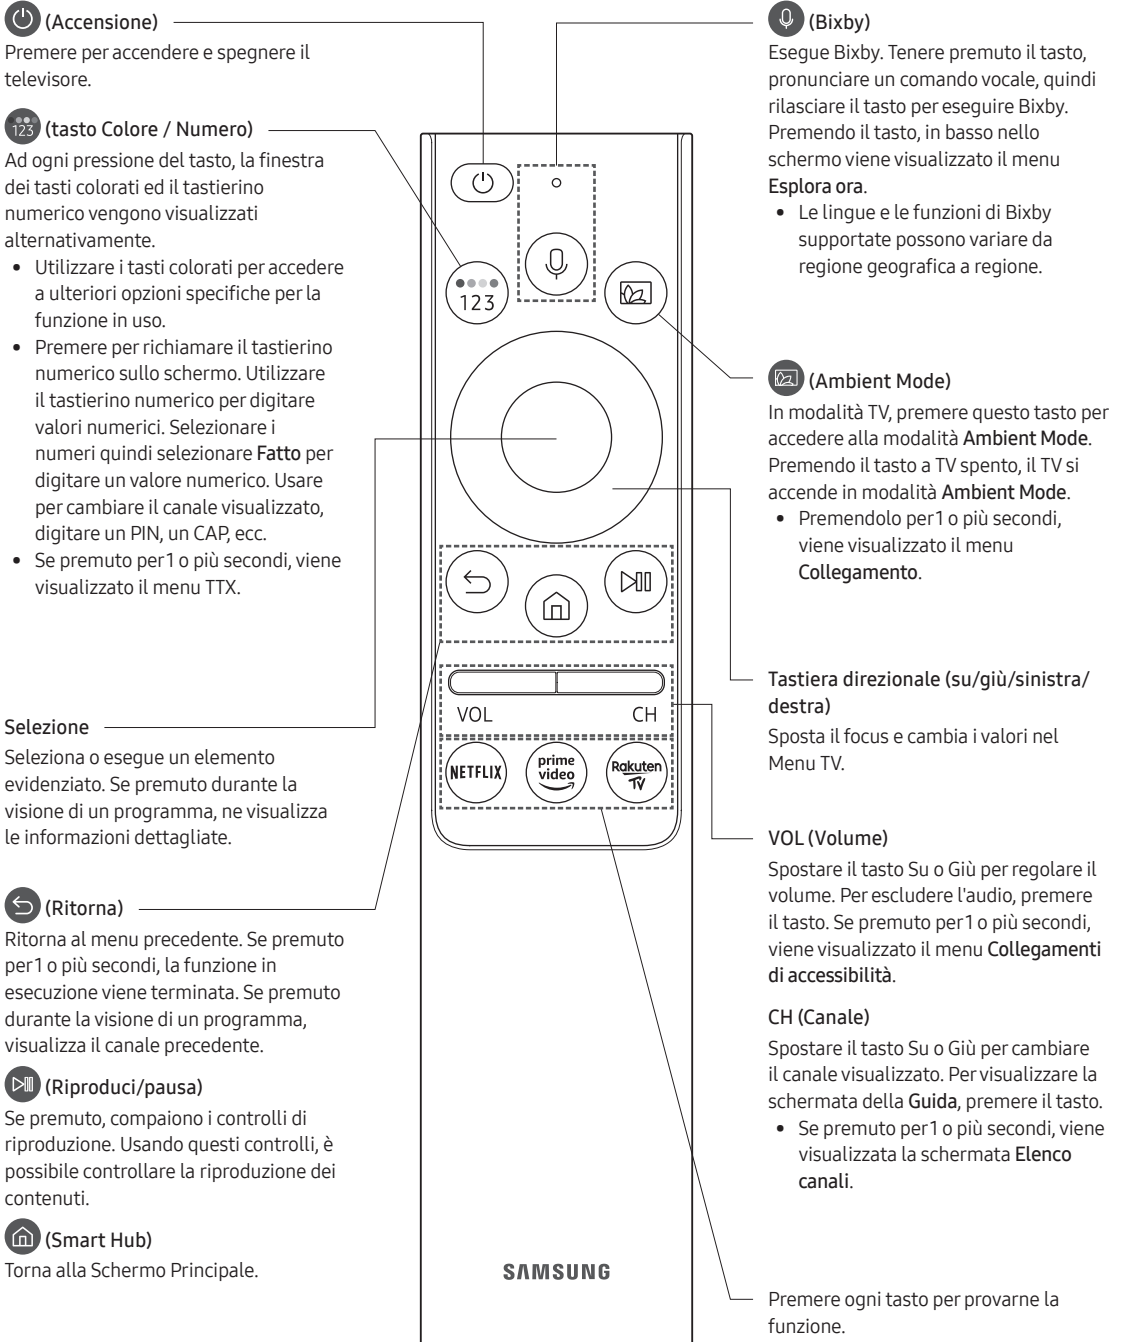 (Accensione)
Premere per accendere e spegnere il
televisore.
123 (tasto Colore / Numero)
Ad ogni pressione del tasto, la finestra
dei tasti colorati ed il tastierino
numerico vengono visualizzati
alternativamente.
• Utilizzare i tasti colorati per accedere
a ulteriori opzioni specifiche per la
funzione in uso.
• Premere per richiamare il tastierino
numerico sullo schermo. Utilizzare
il tastierino numerico per digitare
valori numerici. Selezionare i
numeri quindi selezionare Fatto per
digitare un valore numerico. Usare
per cambiare il canale visualizzato,
digitare un PIN, un CAP, ecc.
• Se premuto per 1 o più secondi, viene
visualizzato il menu TTX.
Selezione
Seleziona o esegue un elemento
evidenziato. Se premuto durante la
visione di un programma, ne visualizza
le informazioni dettagliate.
(Ritorna)
Ritorna al menu precedente. Se premuto
per 1 o più secondi, la funzione in
esecuzione viene terminata. Se premuto
durante la visione di un programma,
visualizza il canale precedente.
(Riproduci/pausa)
Se premuto, compaiono i controlli di
riproduzione. Usando questi controlli, è
possibile controllare la riproduzione dei
contenuti.
(Smart Hub)
Torna alla Schermo Principale.
123
VOL CH
NETFLIX
prime
video
Rakuten
TV
SAMSUNG
(Bixby)
Esegue Bixby. Tenere premuto il tasto,
pronunciare un comando vocale, quindi
rilasciare il tasto per eseguire Bixby.
Premendo il tasto, in basso nello
schermo viene visualizzato il menu
Esplora ora.
• Le lingue e le funzioni di Bixby
supportate possono variare da
regione geografica a regione.
(Ambient Mode)
In modalità TV, premere questo tasto per
accedere alla modalità Ambient Mode.
Premendo il tasto a TV spento, il TV si
accende in modalità Ambient Mode.
• Premendolo per 1 o più secondi,
viene visualizzato il menu
Collegamento.
Tastiera direzionale (su/giù/sinistra/
destra)
Sposta il focus e cambia i valori nel
Menu TV.
VOL (Volume)
Spostare il tasto Su o Giù per regolare il
volume. Per escludere l'audio, premere
il tasto. Se premuto per 1 o più secondi,
viene visualizzato il menu Collegamenti
di accessibilità.
CH (Canale)
Spostare il tasto Su o Giù per cambiare
il canale visualizzato. Per visualizzare la
schermata della Guida, premere il tasto.
• Se premuto per 1 o più secondi, viene
visualizzata la schermata Elenco
canali.
Premere ogni tasto per provarne la
funzione.